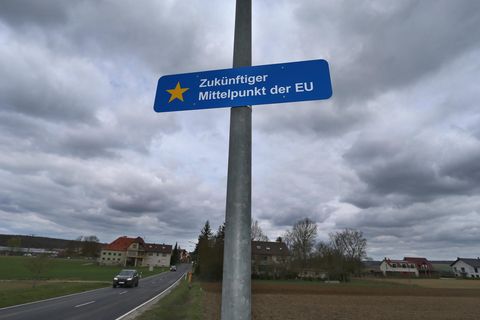 Zukünftiger
Mittelpunkt der EU